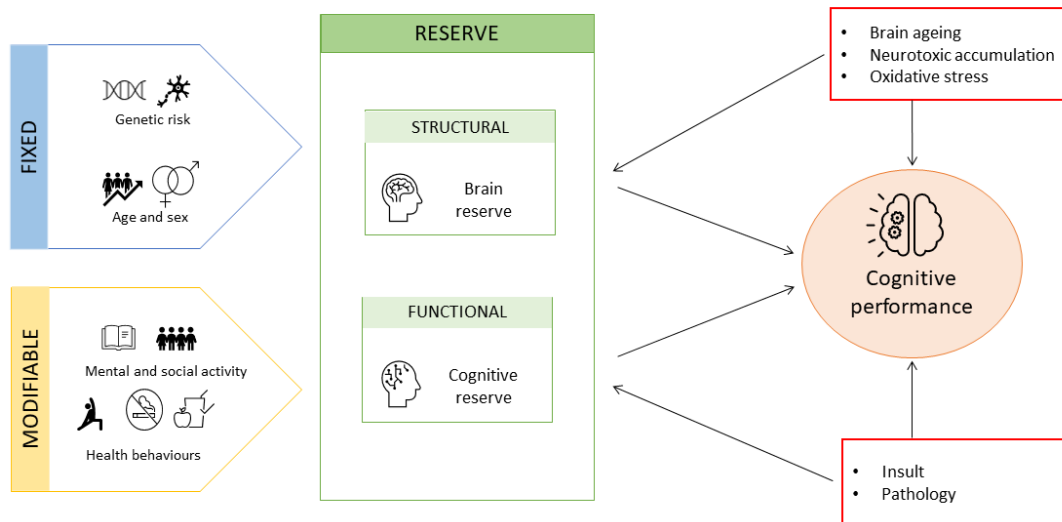 FIXED
Genetic risk
Age and sex
MODIFIABLE
Mental and social activity
Health behaviours
RESERVE
STRUCTURAL
Brain
reserve
FUNCTIONAL
Cognitive
reserve
• Brain ageing
• Neurotoxic accumulation
• Oxidative stress
Cognitive
performance
• Insult
• Pathology